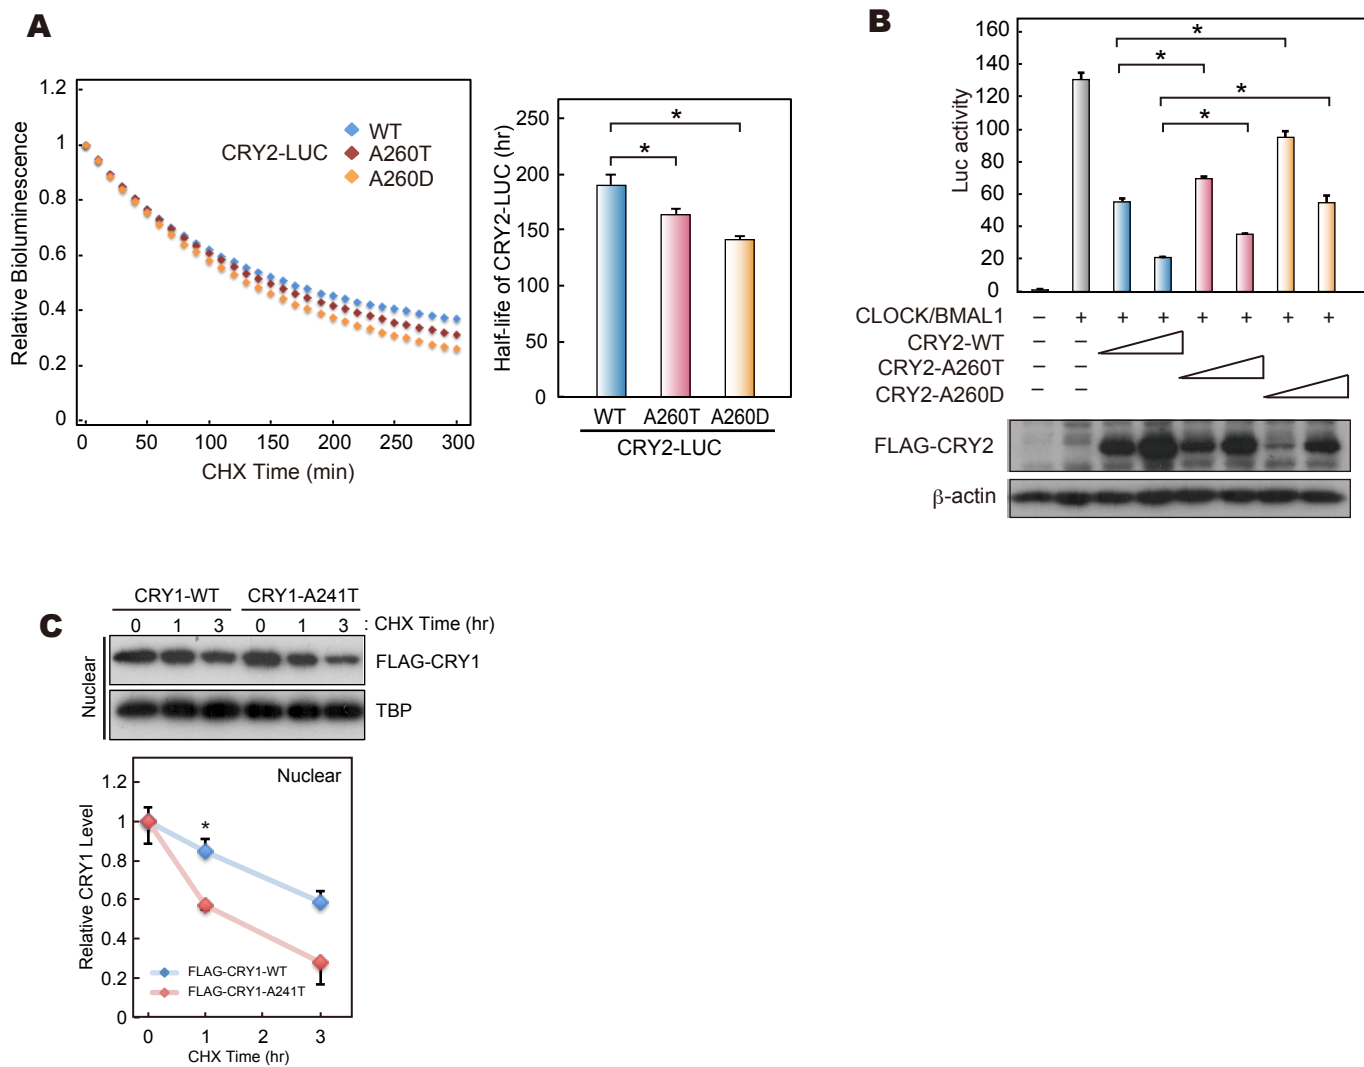 A
1.2
1
0.8
0.6
0.4
0.2
0
Relative Bioluminescence
CRY2-LUC
WT
A260T
A260D
0 50 100 150 200 250 300
CHX Time (min)
250
200
150
100
50
0
Half-life of CRY2-LUC (hr)
*
*
WT A260T A260D
CRY2-LUC
B
160
140
120
100
80
60
40
20
0
Luc activity
*
*
*
*
CLOCK/BMAL1 – + + + + + + +
CRY2-WT – –
CRY2-A260T – –
CRY2-A260D – –
FLAG-CRY2
β-actin
C
CRY1-WT CRY1-A241T
0 1 3 0 1 3 : CHX Time (hr)
Nuclear
FLAG-CRY1
TBP
Nuclear
1.2
1
0.8
0.6
0.4
0.2
0
Relative CRY1 Level
*
FLAG-CRY1-WT
FLAG-CRY1-A241T
0 1 2 3
CHX Time (hr)